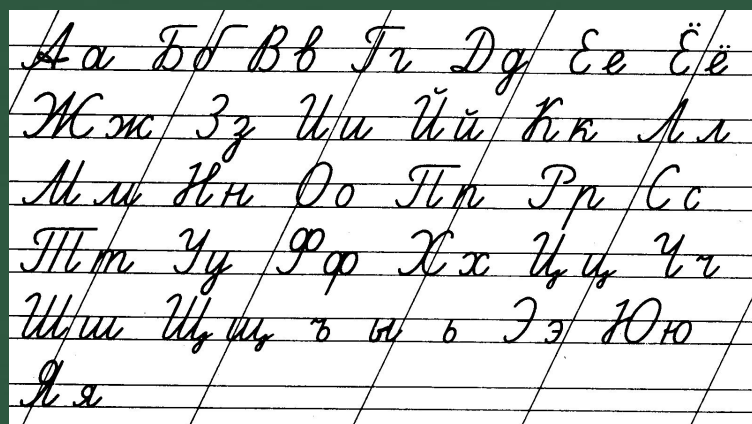 Аа Бб Вв Гг Дд Ее Ёё
Жж Зз Ии Йй Кк Лл
Мм Нн Оо Пп Рр Сс
Тт Уу Фф Хх Цц Чч
Шш Щщ ъ ы ь Ээ Юю
Яя